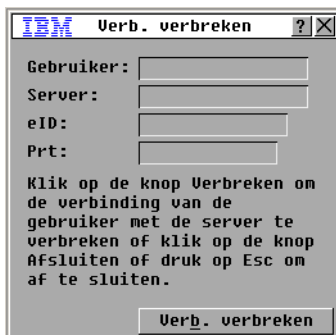 IBM Verb. verbreken ? X
Gebruiker:
Server:
eID:
Prt:
Klik op de knop Verbreken om
de verbinding van de
gebruiker met de server te
verbreken of klik op de knop
Afsluiten of druk op Esc om
af te sluiten.
Verb. verbreken